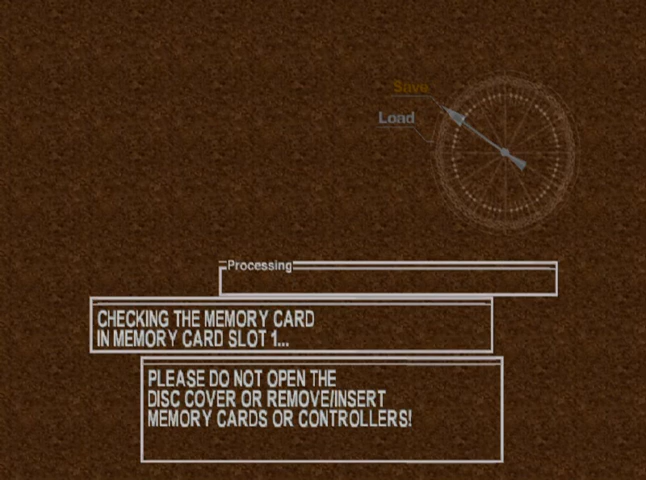 Save
Load
Processing
CHECKING THE MEMORY CARD
IN MEMORY CARD SLOT 1...
PLEASE DO NOT OPEN THE
DISC COVER OR REMOVE/INSERT
MEMORY CARDS OR CONTROLLERS!